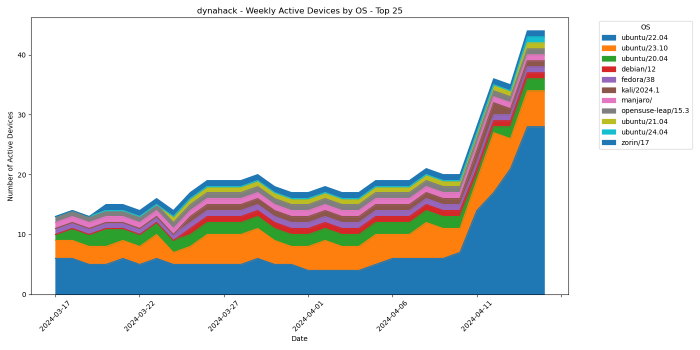 dynahack - Weekly Active Devices by OS - Top 25
OS
ubuntu/22.04
ubuntu/23.10
ubuntu/20.04
debian/12
fedora/38
kali/2024.1
manjaro/
opensuse-leap/15.3
ubuntu/21.04
ubuntu/24.04
zorin/17
Number of Active Devices
40
30
20
10
0
2024-03-17
2024-03-22
2024-03-27
2024-04-01
2024-04-06
2024-04-11
Date